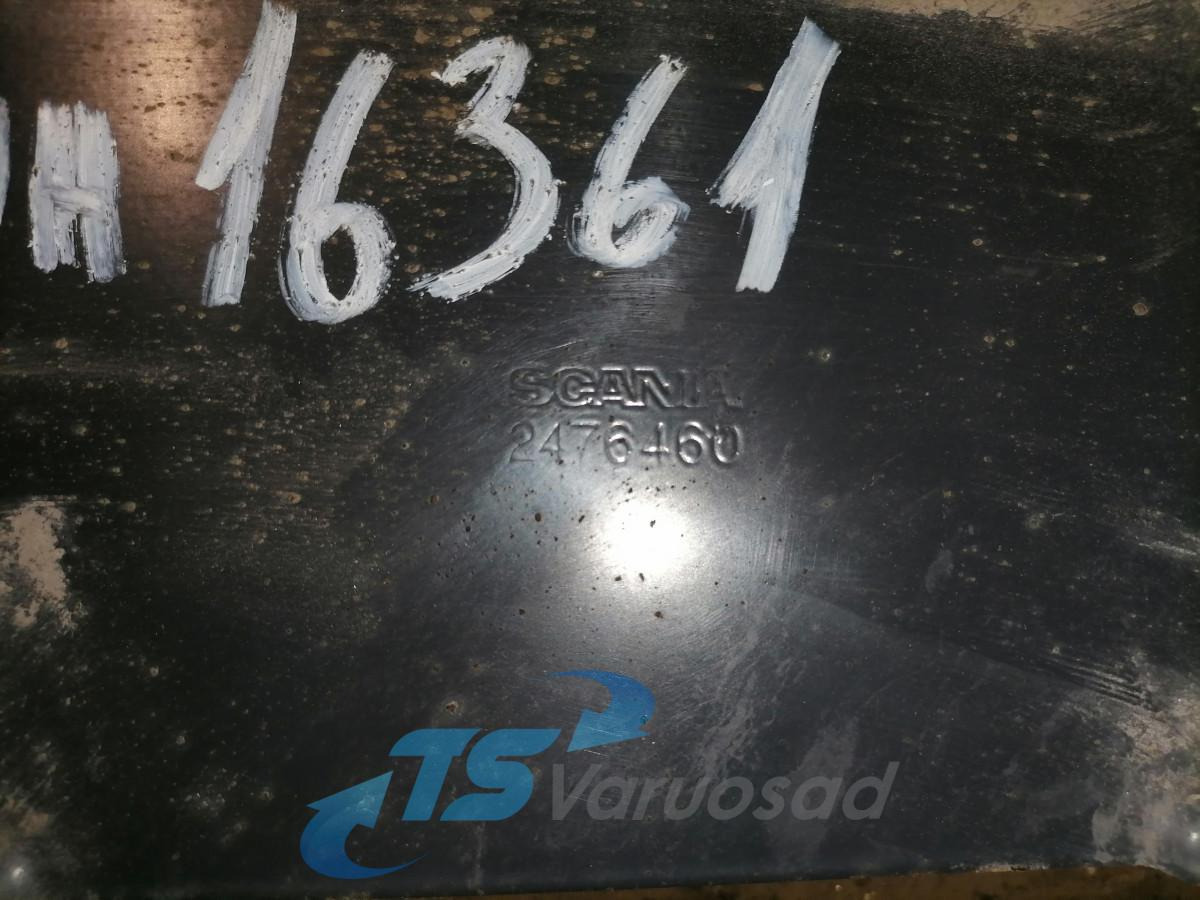 H 16361
SCANIA
2476460
TS Varuosad